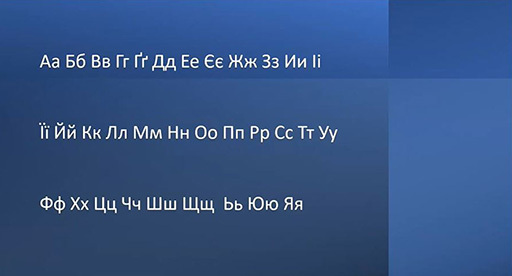 Аа Бб Вв Гг Ґґ Дд Ее Єє Жж Зз Ии Іі
Її Йй Кк Лл Мм Нн Оо Пп Рр Сс Тт Уу
Фф Хх Цц Чч Шш Щщ Ьь Юю Яя